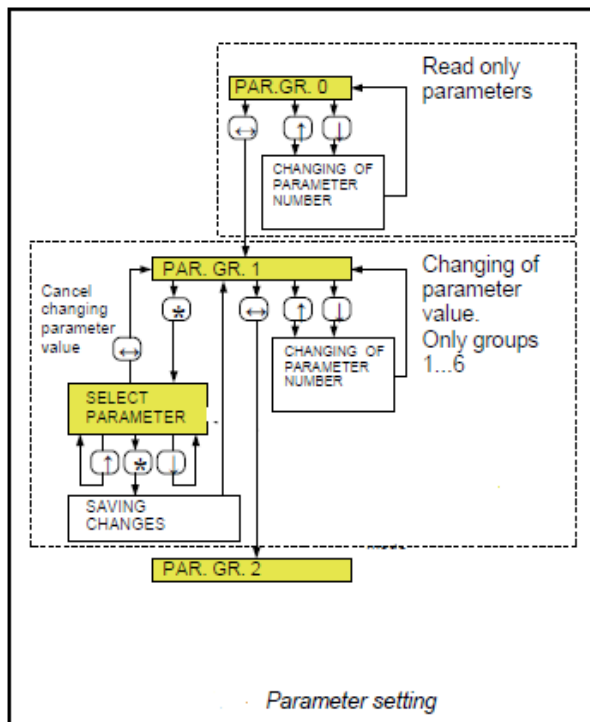 PAR.GR. 0
Read only
parameters
↔ ↑ ↓
CHANGING OF
PARAMETER
NUMBER
PAR. GR. 1
Changing of
parameter
value.
Only groups
1...6
Cancel
changing
parameter
value
* ↔ ↑ ↓
↔
CHANGING OF
PARAMETER
NUMBER
SELECT
PARAMETER
↑ * ↓
SAVING
CHANGES
PAR. GR. 2
Parameter setting